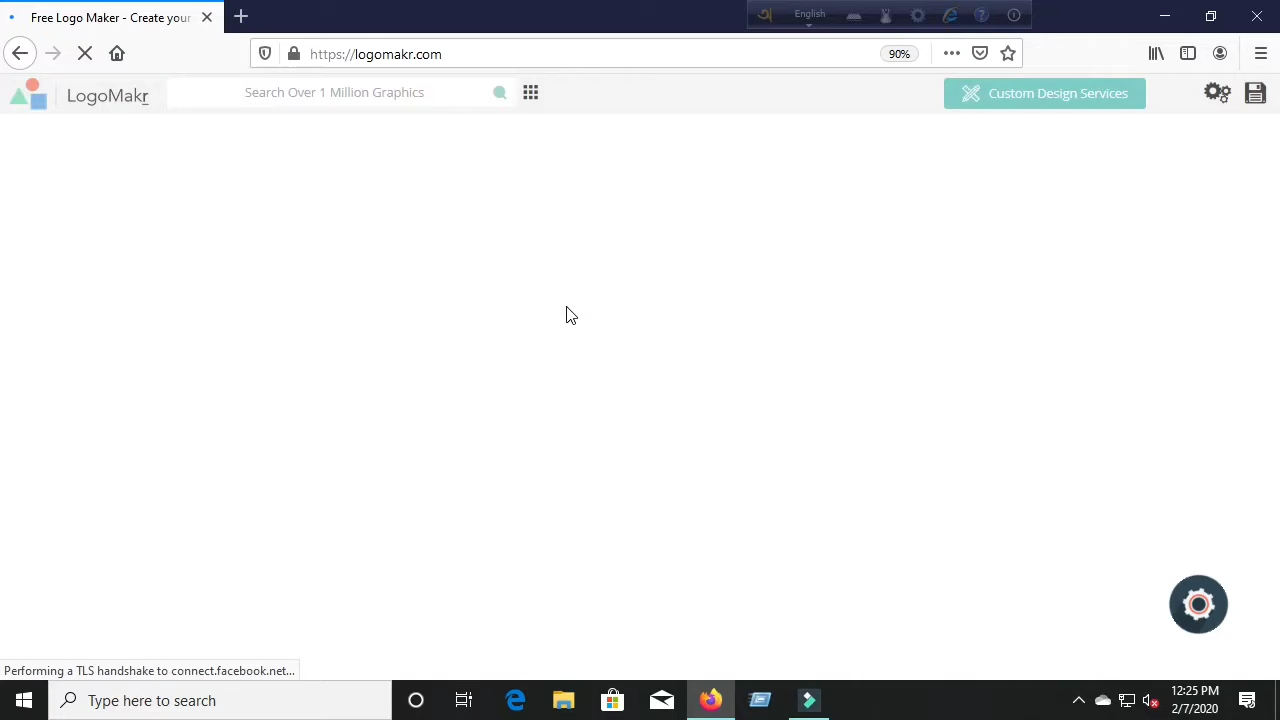 Free Logo Maker - Create your
অ English
https://logomakr.com
90%
LogoMakr
Search Over 1 Million Graphics
Custom Design Services
Performing a TLS handshake to connect.facebook.net...
Type here to search
12:25 PM
2/7/2020